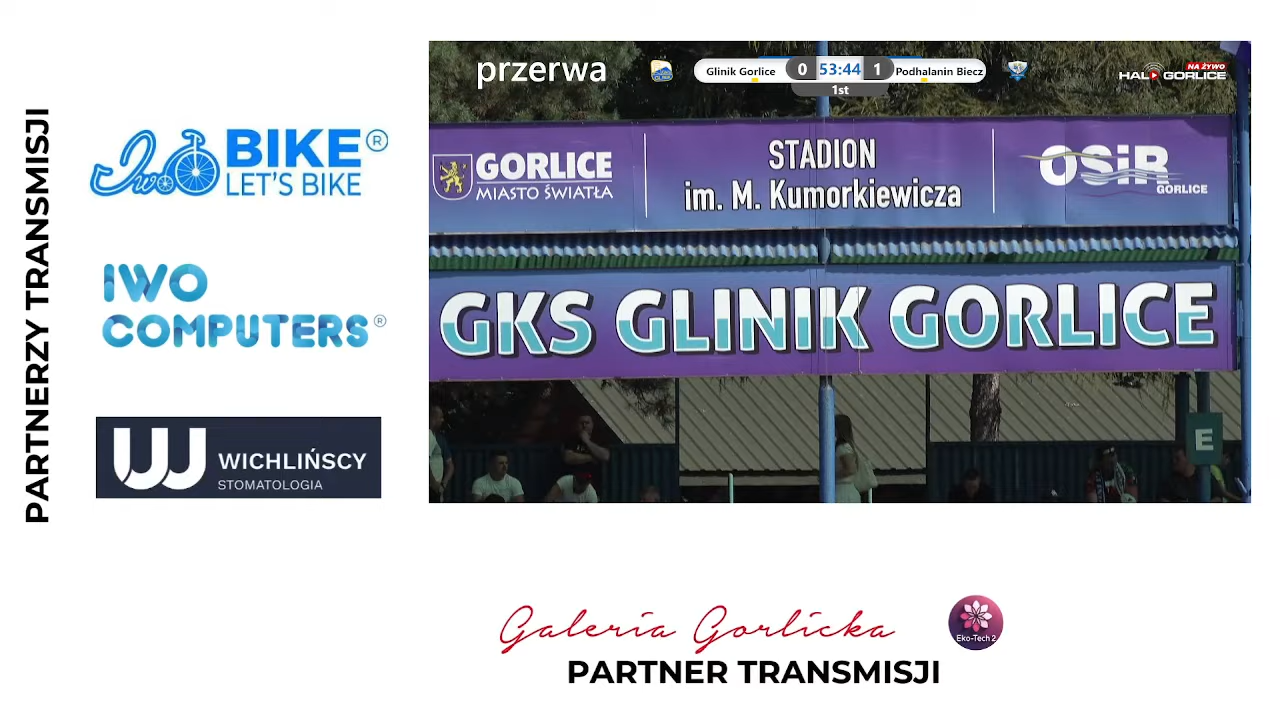 PARTNERZY TRANSMISJI
Iwo BIKE ®
LET'S BIKE
IWO
COMPUTERS ®
WICHLIŃSCY
STOMATOLOGIA
przerwa
Glinik Gorlice 0 53:44 1 Podhalanin Biecz
1st
NA ŻYWO
HALO GORLICE
GORLICE
MIASTO ŚWIATŁA
STADION
im. M. Kumorkiewicza
OSiR
GORLICE
GKS GLINIK GORLICE
E
Galeria Gorlicka
Eko-Tech 2
PARTNER TRANSMISJI